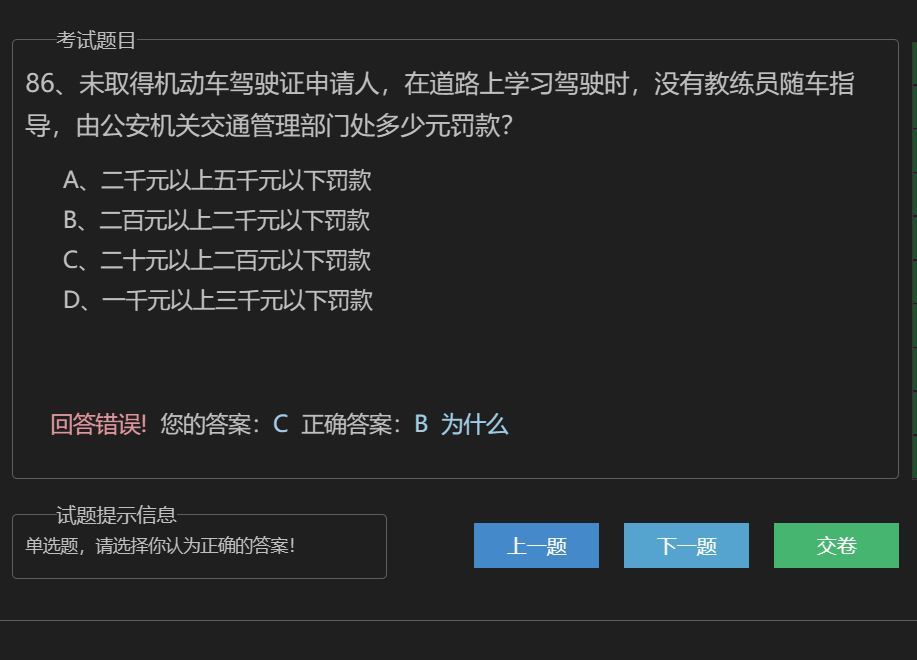 考试题目
86、未取得机动车驾驶证申请人，在道路上学习驾驶时，没有教练员随车指
导，由公安机关交通管理部门处多少元罚款？
A、二千元以上五千元以下罚款
B、二百元以上二千元以下罚款
C、二十元以上二百元以下罚款
D、一千元以上三千元以下罚款
回答错误! 您的答案：C 正确答案：B 为什么
试题提示信息
单选题，请选择你认为正确的答案！
上一题 下一题 交卷